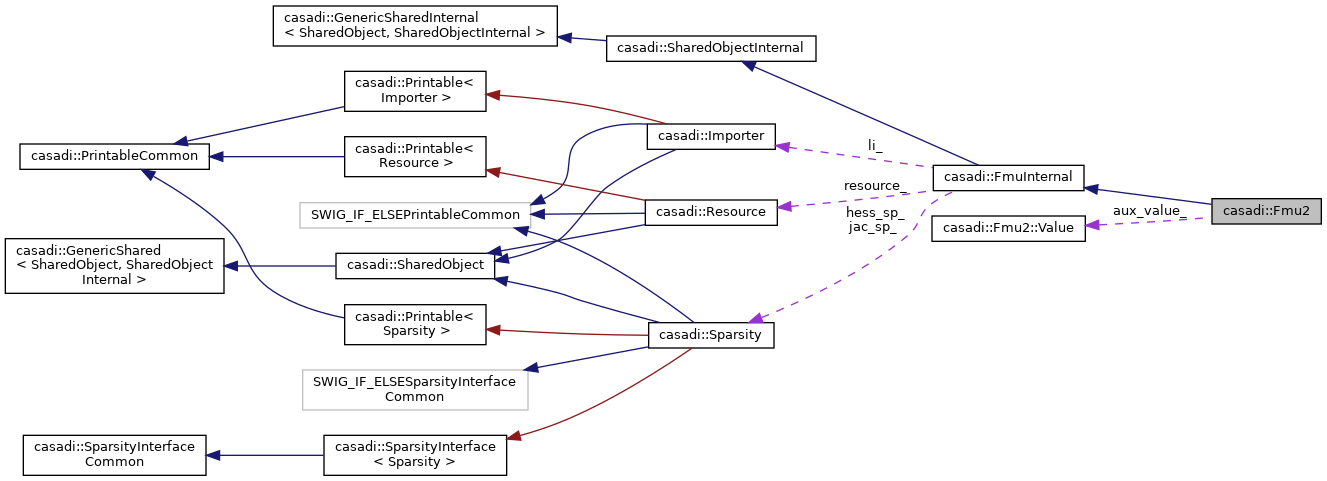 casadi::GenericSharedInternal
< SharedObject, SharedObjectInternal >
casadi::SharedObjectInternal
casadi::Printable<
Importer >
casadi::Importer
casadi::PrintableCommon
casadi::Printable<
Resource >
li_
casadi::FmuInternal
resource_
SWIG_IF_ELSEPrintableCommon
casadi::Resource
hess_sp_
jac_sp_
aux_value_
casadi::Fmu2
casadi::Fmu2::Value
casadi::GenericShared
< SharedObject, SharedObject
Internal >
casadi::SharedObject
casadi::Printable<
Sparsity >
casadi::Sparsity
SWIG_IF_ELSESparsityInterface
Common
casadi::SparsityInterface
Common
casadi::SparsityInterface
< Sparsity >